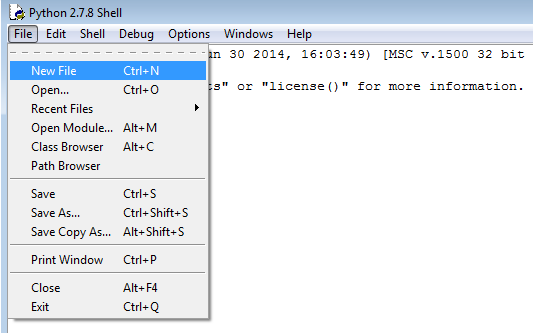 Python 2.7.8 Shell
File Edit Shell Debug Options Windows Help
un 30 2014, 16:03:49) [MSC v.1500 32 bit
New File Ctrl+N
ts" or "license()" for more information.
Open... Ctrl+O
Recent Files
Open Module... Alt+M
Class Browser Alt+C
Path Browser
Save Ctrl+S
Save As... Ctrl+Shift+S
Save Copy As... Alt+Shift+S
Print Window Ctrl+P
Close Alt+F4
Exit Ctrl+Q